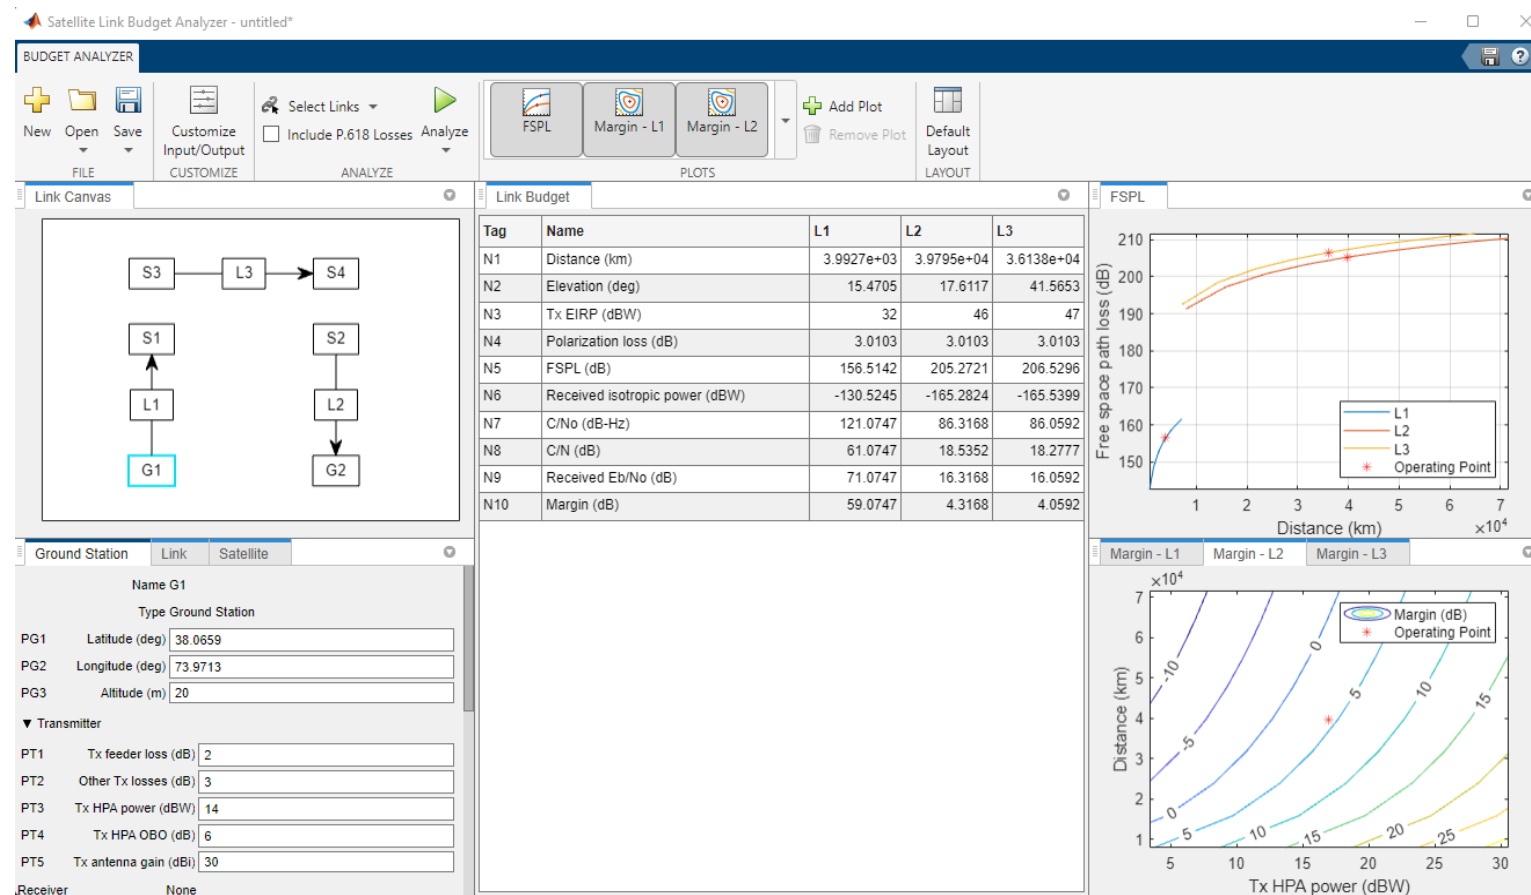 Satellite Link Budget Analyzer - untitled*
BUDGET ANALYZER
New Open Save
Customize Input/Output
Select Links
Include P.618 Losses
Analyze
FSPL
Margin - L1
Margin - L2
Add Plot
Remove Plot
Default Layout
FILE CUSTOMIZE ANALYZE PLOTS LAYOUT
Link Canvas
S3 L3 S4
S1 S2
L1 L2
G1 G2
Ground Station Link Satellite
Name G1
Type Ground Station
PG1 Latitude (deg) 38.0659
PG2 Longitude (deg) 73.9713
PG3 Altitude (m) 20
▼ Transmitter
PT1 Tx feeder loss (dB) 2
PT2 Other Tx losses (dB) 3
PT3 Tx HPA power (dBW) 14
PT4 Tx HPA OBO (dB) 6
PT5 Tx antenna gain (dBi) 30
Receiver None
Link Budget
Tag Name L1 L2 L3
N1 Distance (km) 3.9927e+03 3.9795e+04 3.6138e+04
N2 Elevation (deg) 15.4705 17.6117 41.5653
N3 Tx EIRP (dBW) 32 46 47
N4 Polarization loss (dB) 3.0103 3.0103 3.0103
N5 FSPL (dB) 156.5142 205.2721 206.5296
N6 Received isotropic power (dBW) -130.5245 -165.2824 -165.5399
N7 C/No (dB-Hz) 121.0747 86.3168 86.0592
N8 C/N (dB) 61.0747 18.5352 18.2777
N9 Received Eb/No (dB) 71.0747 16.3168 16.0592
N10 Margin (dB) 59.0747 4.3168 4.0592
FSPL
Free space path loss (dB)
210
200
190
180
170
160
150
L1
L2
L3
Operating Point
1 2 3 4 5 6 7
Distance (km)
×10^4
Margin - L1 Margin - L2 Margin - L3
×10^4
Distance (km)
7
6
5
4
3
2
1
Margin (dB)
Operating Point
-10
-5
0
0
5
5
10
10
15
15
20
25
5 10 15 20 25 30
Tx HPA power (dBW)